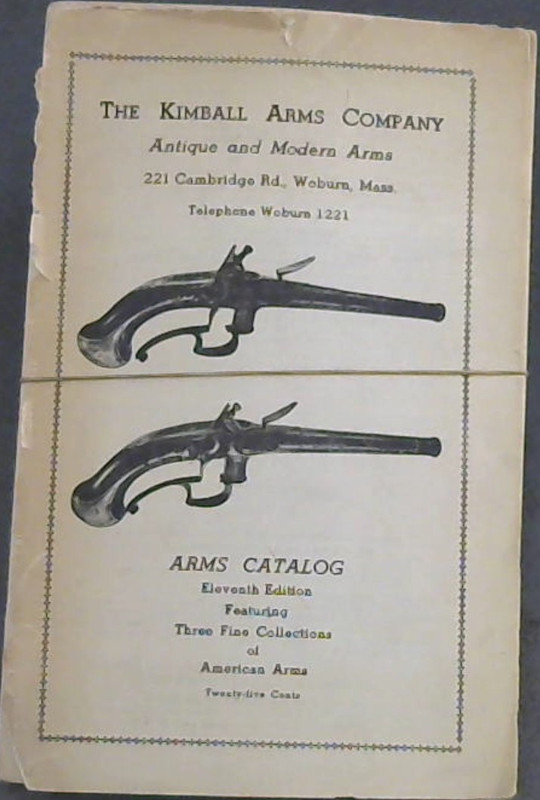 THE KIMBALL ARMS COMPANY
Antique and Modern Arms
221 Cambridge Rd., Woburn, Mass.
Telephone Woburn 1221
ARMS CATALOG
Eleventh Edition
Featuring
Three Fine Collections
of
American Arms
Twenty-five Cents